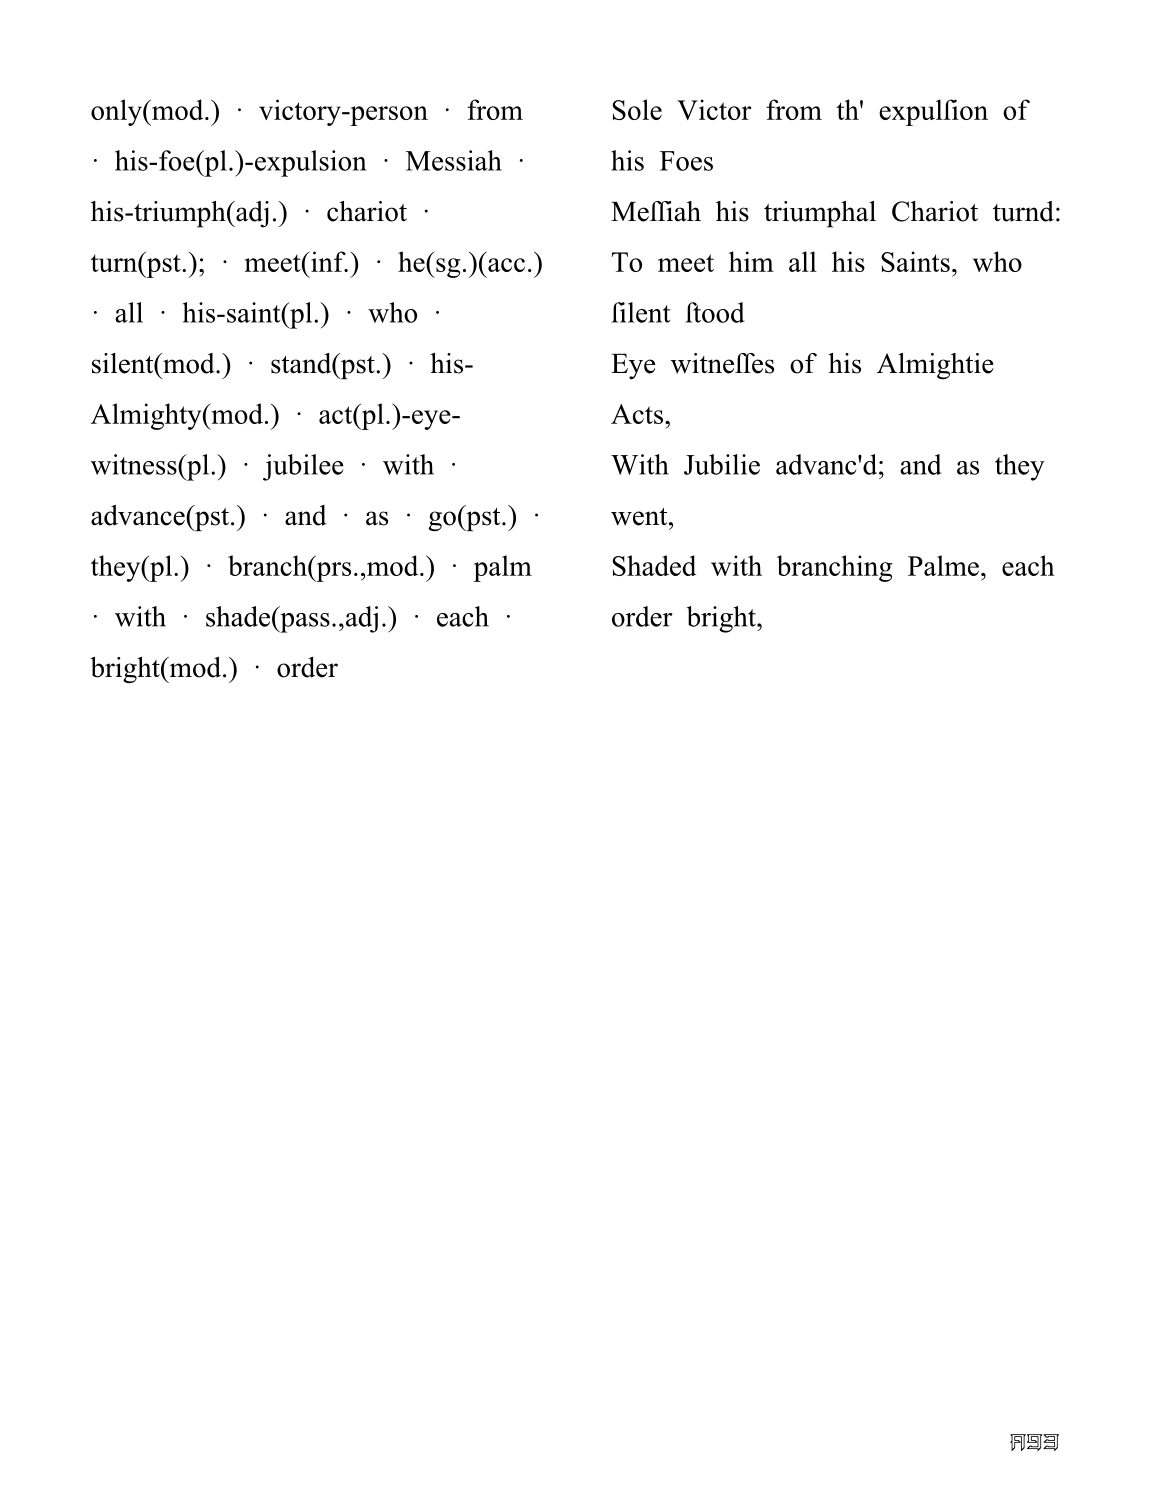 only(mod.) · victory-person · from
· his-foe(pl.)-expulsion · Messiah ·
his-triumph(adj.) · chariot ·
turn(pst.); · meet(inf.) · he(sg.)(acc.)
· all · his-saint(pl.) · who ·
silent(mod.) · stand(pst.) · his-
Almighty(mod.) · act(pl.)-eye-
witness(pl.) · jubilee · with ·
advance(pst.) · and · as · go(pst.) ·
they(pl.) · branch(prs.,mod.) · palm
· with · shade(pass.,adj.) · each ·
bright(mod.) · order
Sole Victor from th' expulſion of
his Foes
Meſſiah his triumphal Chariot turnd:
To meet him all his Saints, who
ſilent ſtood
Eye witneſſes of his Almightie
Acts,
With Jubilie advanc'd; and as they
went,
Shaded with branching Palme, each
order bright,